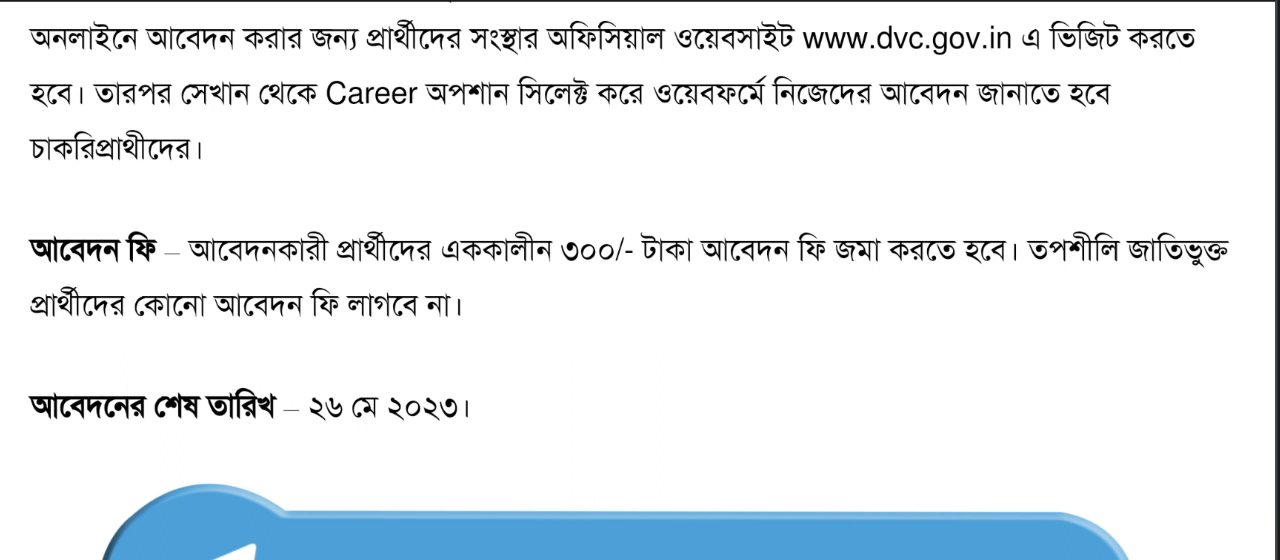 অনলাইনে আবেদন করার জন্য প্রার্থীদের সংস্থার অফিসিয়াল ওয়েবসাইট www.dvc.gov.in এ ভিজিট করতে
হবে। তারপর সেখান থেকে Career অপশান সিলেক্ট করে ওয়েবফর্মে নিজেদের আবেদন জানাতে হবে
চাকরিপ্রাথীদের।
আবেদন ফি – আবেদনকারী প্রার্থীদের এককালীন ৩০০/- টাকা আবেদন ফি জমা করতে হবে। তপশীলি জাতিভুক্ত
প্রার্থীদের কোনো আবেদন ফি লাগবে না।
আবেদনের শেষ তারিখ – ২৬ মে ২০২৩।